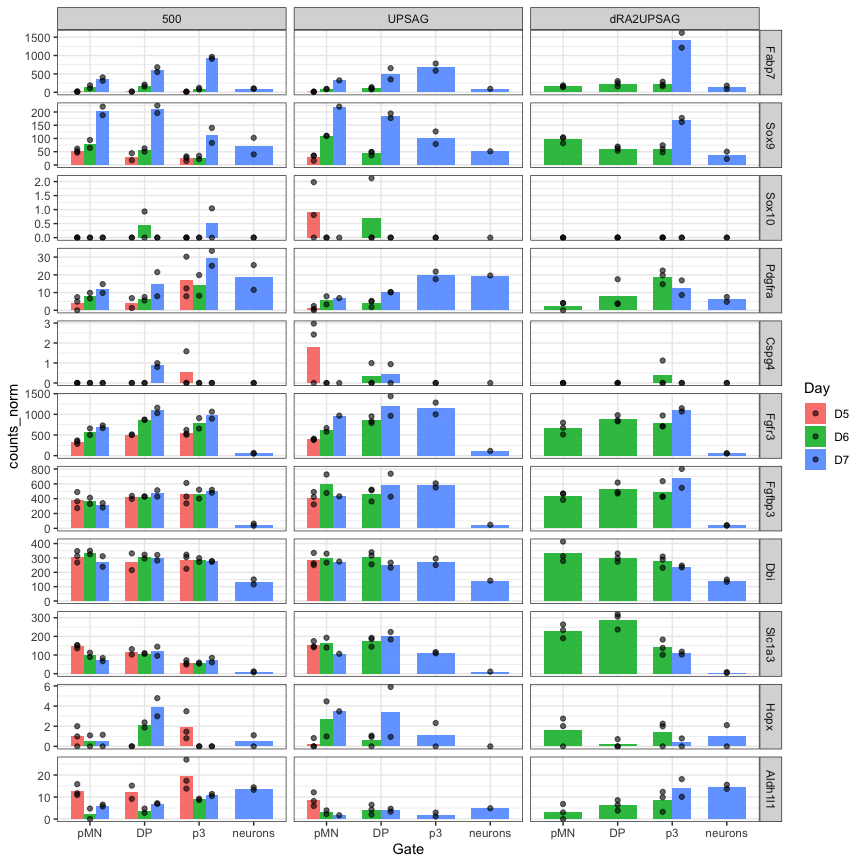 500 UPSAG dRA2UPSAG
1500
1000
500
0
Fabp7
200
150
100
50
0
Sox9
2.0
1.5
1.0
0.5
0.0
Sox10
30
20
10
0
Pdgfra
3
2
1
0
Cspg4
1500
1000
500
0
Fgfr3
800
600
400
200
0
Fgfbp3
400
300
200
100
0
Dbi
300
200
100
0
Slc1a3
6
4
2
0
Hopx
20
10
0
Aldh1l1
pMN DP p3 neurons pMN DP p3 neurons pMN DP p3 neurons
Gate
counts_norm
Day
D5
D6
D7